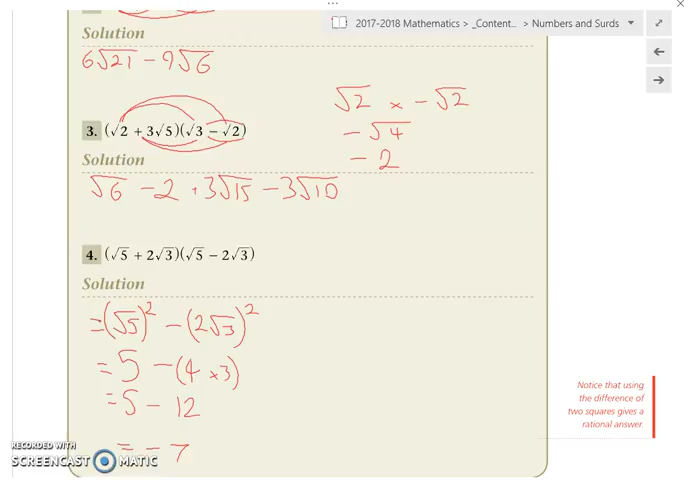 2017-2018 Mathematics > _Content... > Numbers and Surds
Solution
6√21 − 9√6
3. (√2 + 3√5)(√3 − √2)
√2 × −√2
−√4
−2
Solution
√6 − 2 + 3√15 − 3√10
4. (√5 + 2√3)(√5 − 2√3)
Solution
=(√5)² − (2√3)²
= 5 − (4 × 3)
= 5 − 12
= − 7
Notice that using
the difference of
two squares gives a
rational answer.
RECORDED WITH
SCREENCAST MATIC